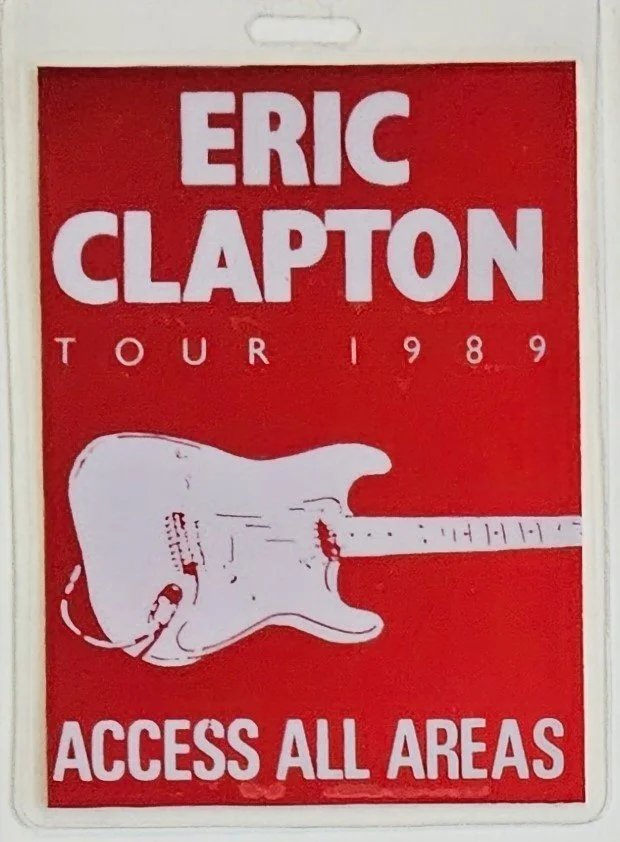 ERIC
CLAPTON
TOUR 1989
ACCESS ALL AREAS